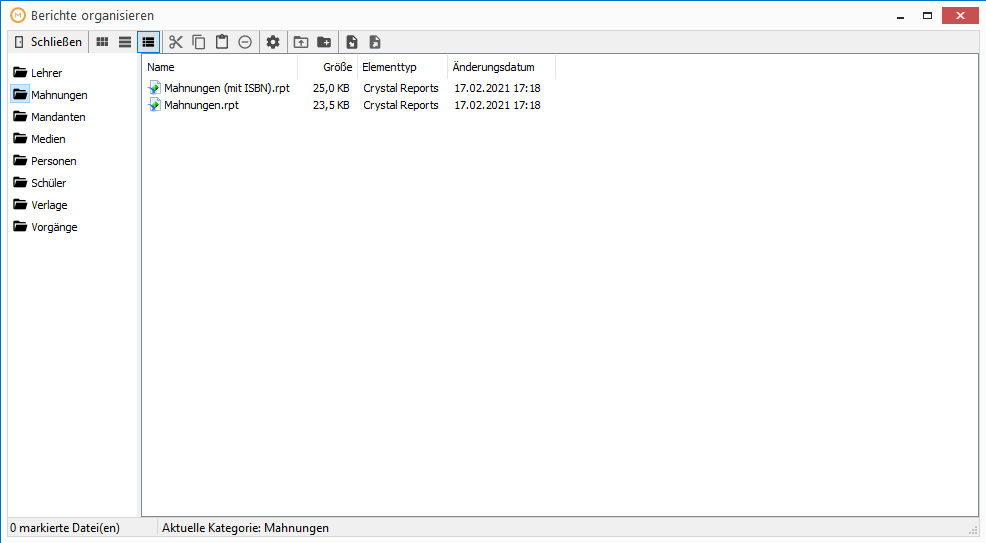 Berichte organisieren
Schließen
Lehrer
Mahnungen
Mandanten
Medien
Personen
Schüler
Verlage
Vorgänge
Name Größe Elementtyp Änderungsdatum
Mahnungen (mit ISBN).rpt 25,0 KB Crystal Reports 17.02.2021 17:18
Mahnungen.rpt 23,5 KB Crystal Reports 17.02.2021 17:18
0 markierte Datei(en) Aktuelle Kategorie: Mahnungen